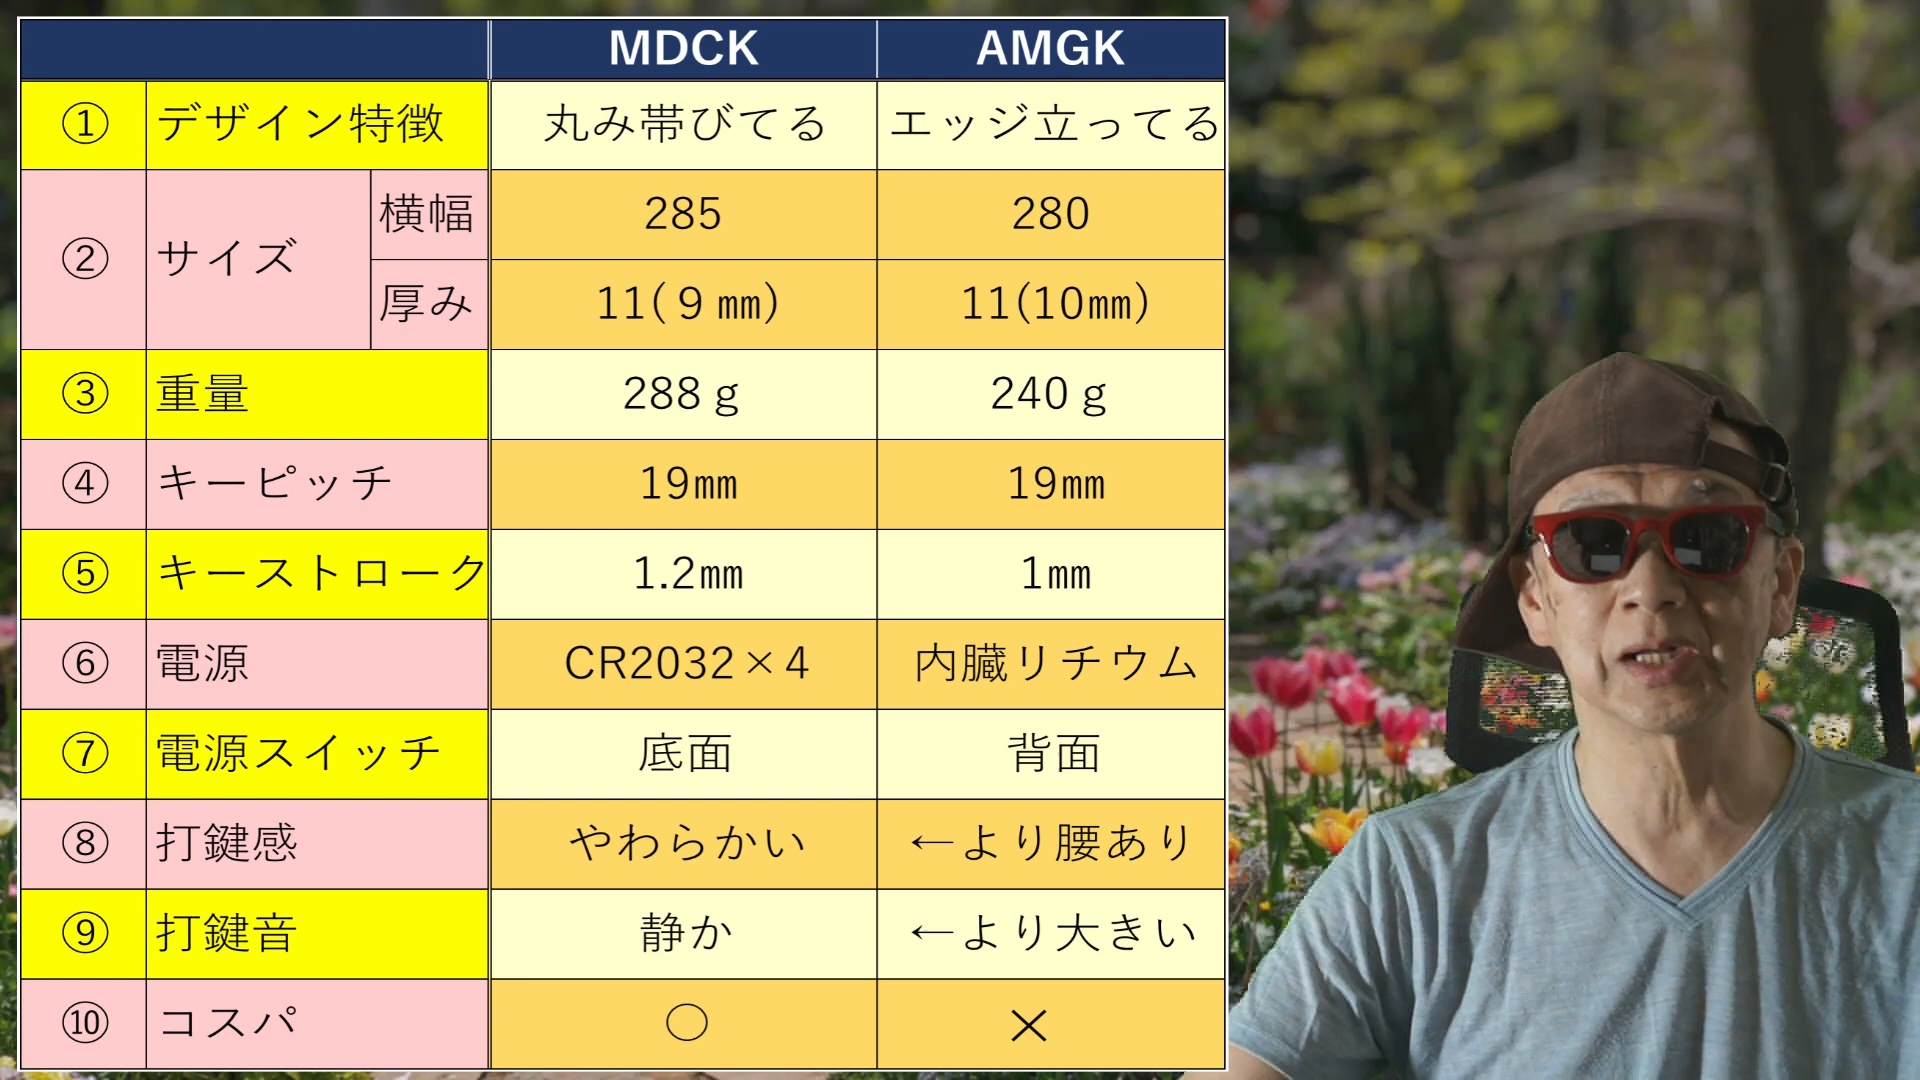 MDCK AMGK
① デザイン特徴 丸み帯びてる エッジ立ってる
② サイズ 横幅 285 280
厚み 11(９㎜) 11(10㎜)
③ 重量 288ｇ 240ｇ
④ キーピッチ 19㎜ 19㎜
⑤ キーストローク 1.2㎜ 1㎜
⑥ 電源 CR2032×4 内臓リチウム
⑦ 電源スイッチ 底面 背面
⑧ 打鍵感 やわらかい ←より腰あり
⑨ 打鍵音 静か ←より大きい
⑩ コスパ ○ ×